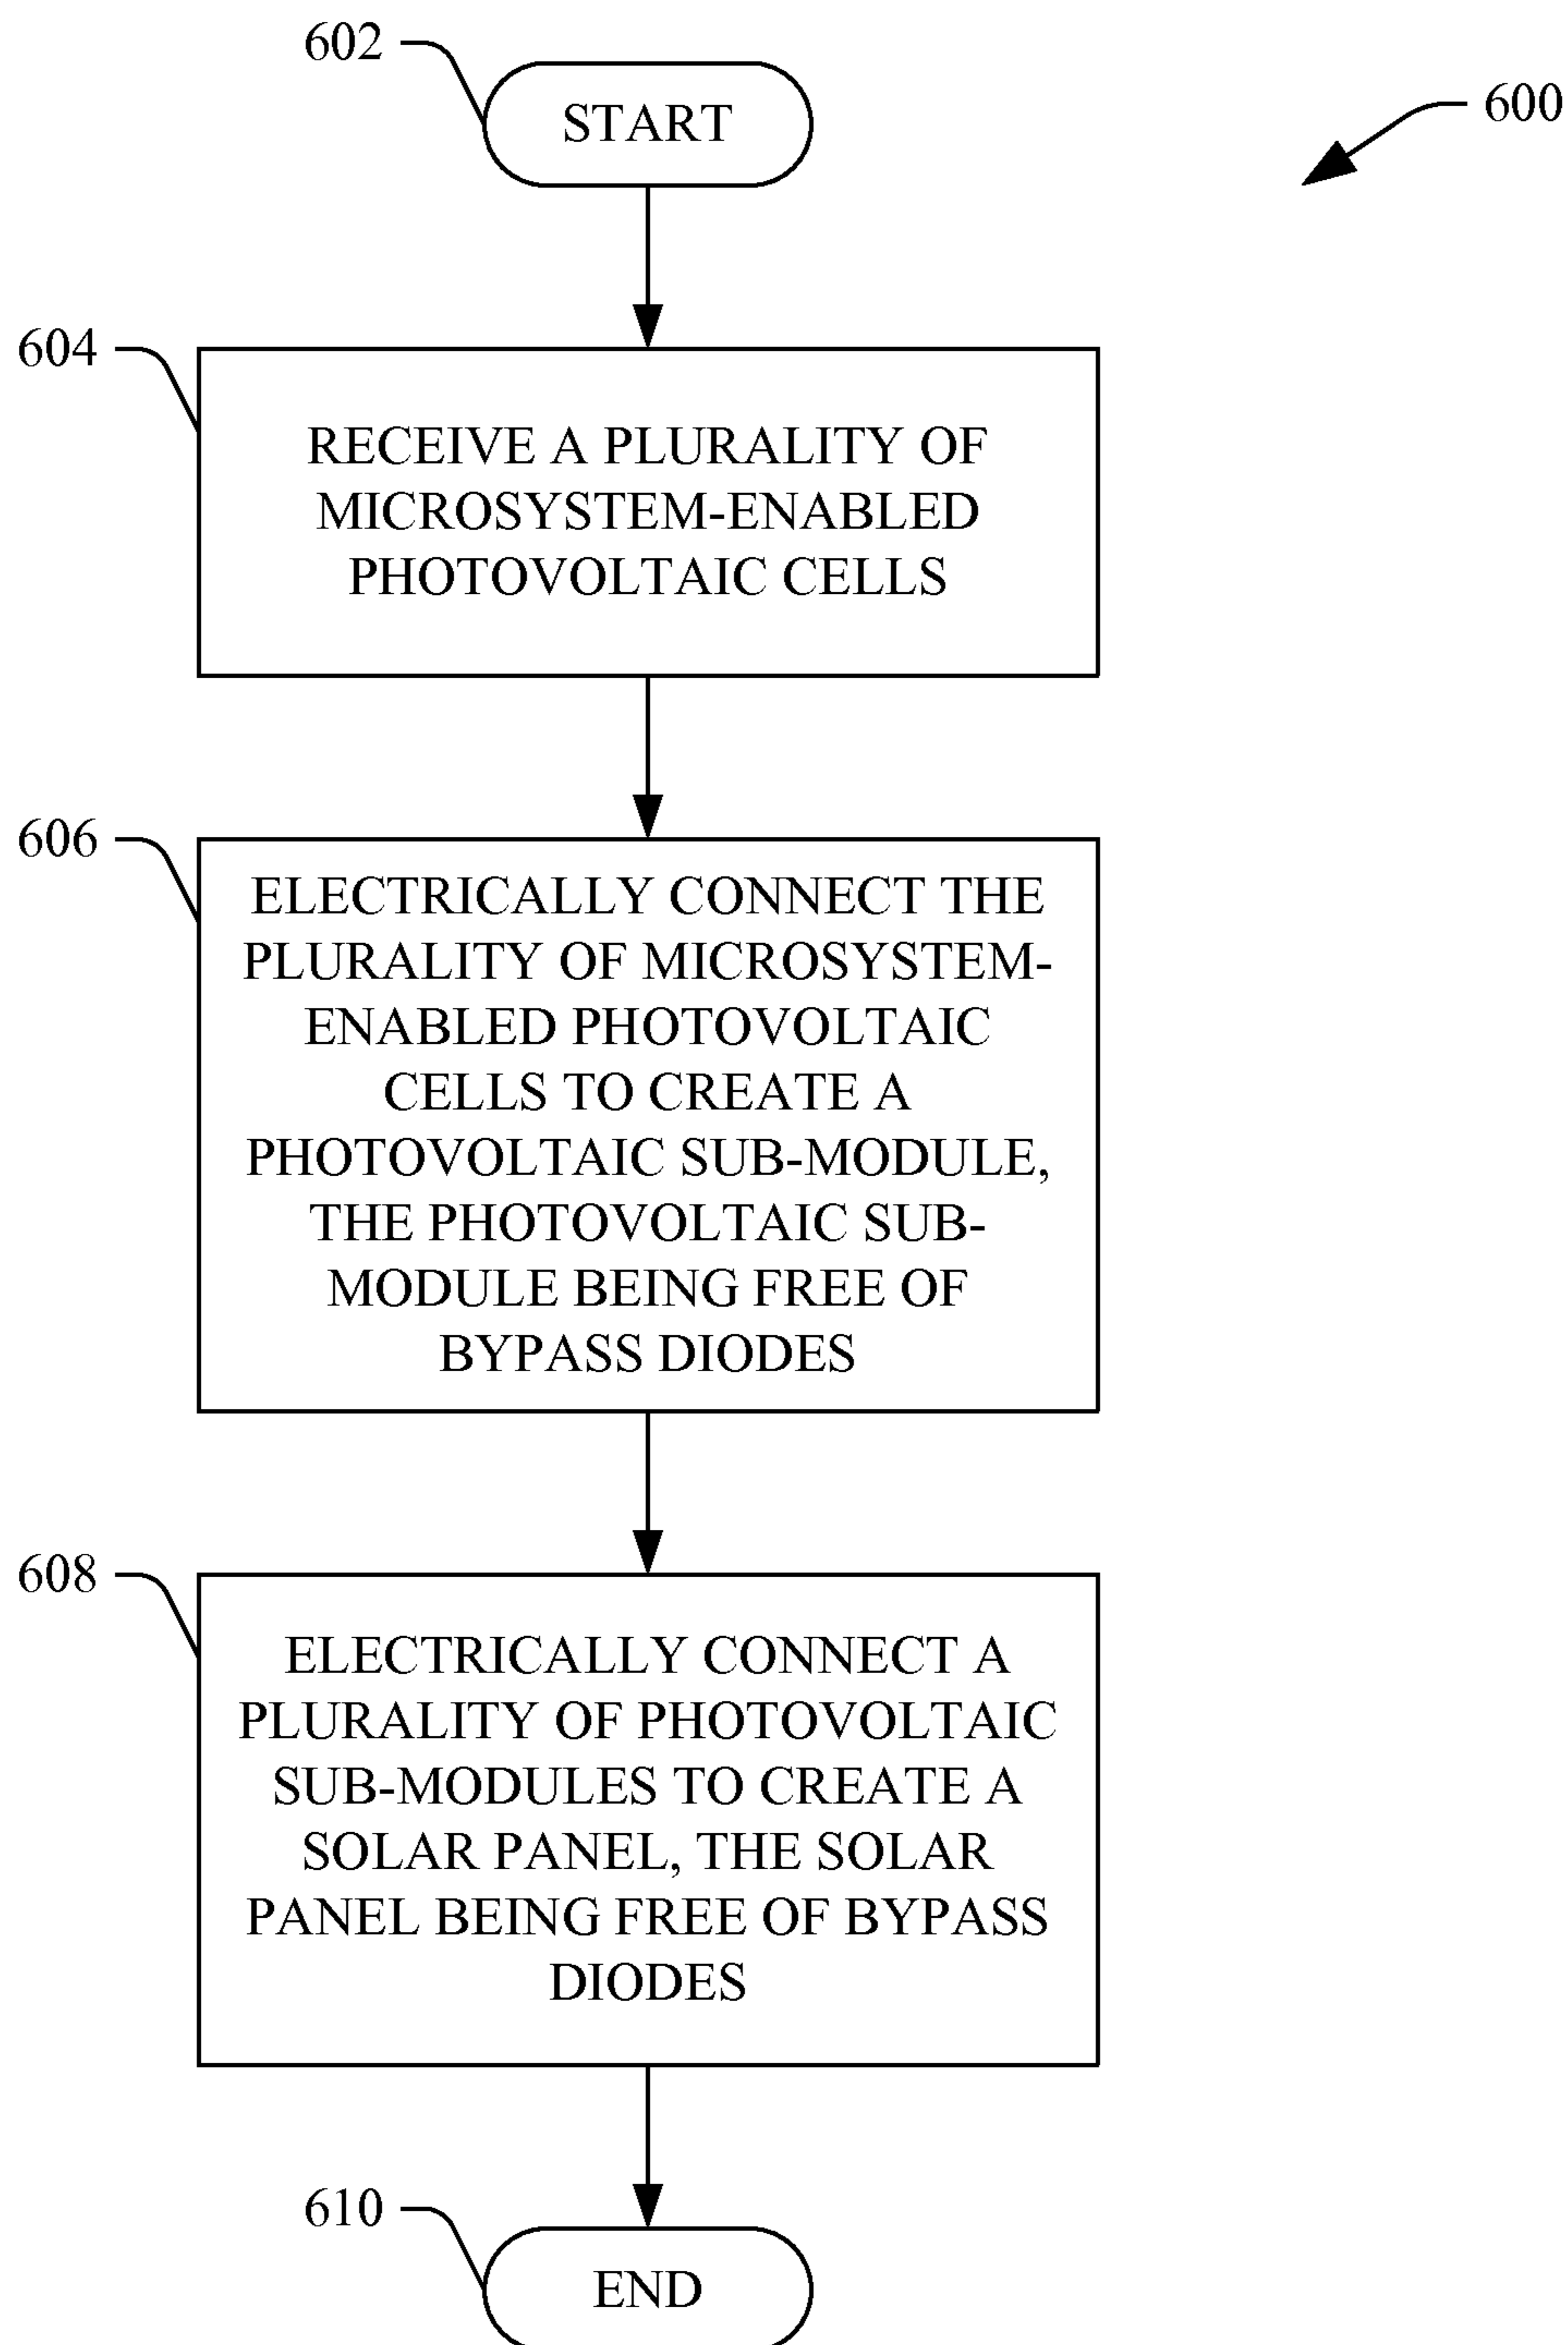 602
START
600
604
RECEIVE A PLURALITY OF
MICROSYSTEM-ENABLED
PHOTOVOLTAIC CELLS
606
ELECTRICALLY CONNECT THE
PLURALITY OF MICROSYSTEM-
ENABLED PHOTOVOLTAIC
CELLS TO CREATE A
PHOTOVOLTAIC SUB-MODULE,
THE PHOTOVOLTAIC SUB-
MODULE BEING FREE OF
BYPASS DIODES
608
ELECTRICALLY CONNECT A
PLURALITY OF PHOTOVOLTAIC
SUB-MODULES TO CREATE A
SOLAR PANEL, THE SOLAR
PANEL BEING FREE OF BYPASS
DIODES
610
END